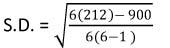 S.D. = √(6(212)− 900 / 6(6−1))